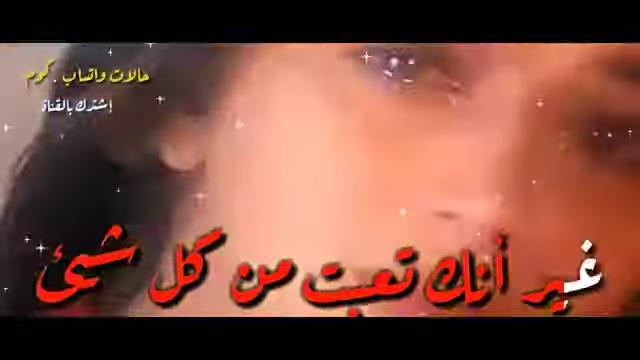 حالات واتساب . كوم
إشترك بالقناة
غير أنك تعبت من كل شئ